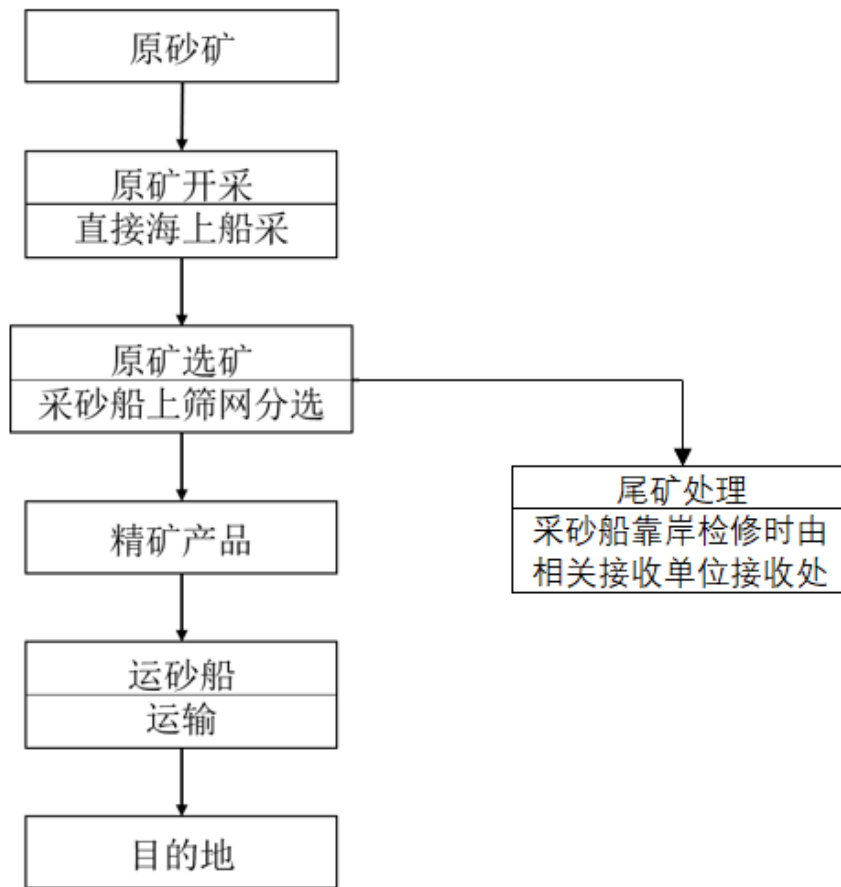 原砂矿
原矿开采
直接海上船采
原矿选矿
采砂船上筛网分选
尾矿处理
采砂船靠岸检修时由
相关接收单位接收处
精矿产品
运砂船
运输
目的地